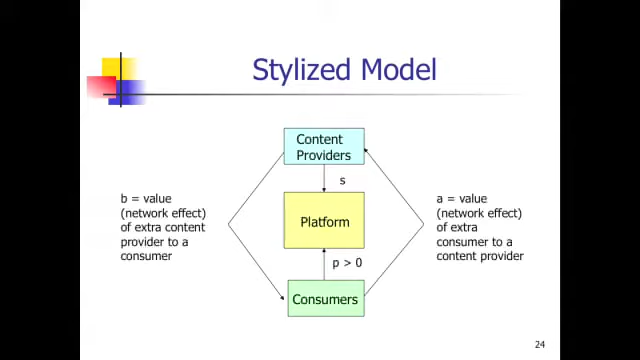 Stylized Model
Content
Providers
s
b = value
(network effect)
of extra content
provider to a
consumer
Platform
a = value
(network effect)
of extra
consumer to a
content provider
p > 0
Consumers
24